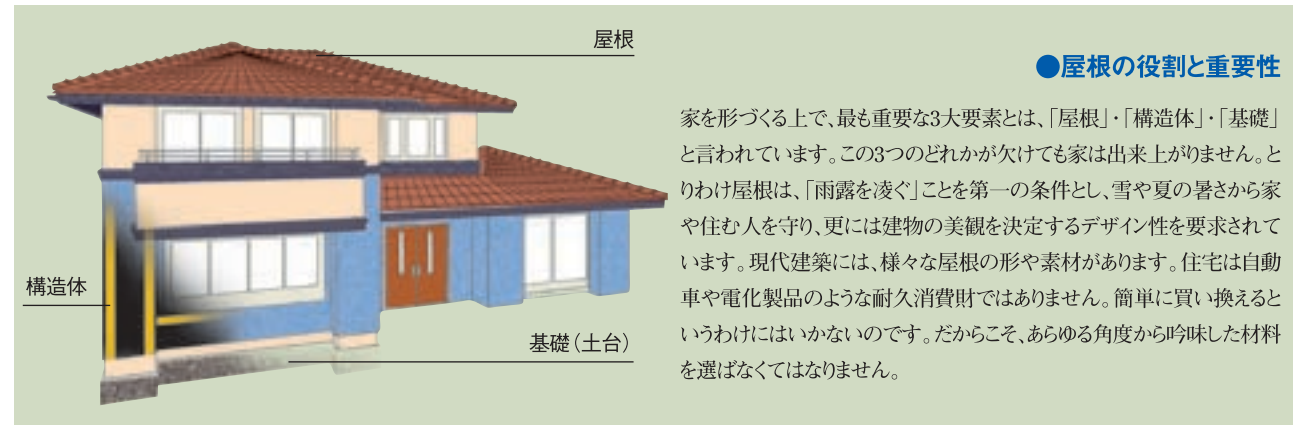 屋根
構造体
基礎（土台）
●屋根の役割と重要性
家を形づくる上で、最も重要な3大要素とは、「屋根」・「構造体」・「基礎」
と言われています。この3つのどれかが欠けても家は出来上がりません。と
りわけ屋根は、「雨露を凌ぐ」ことを第一の条件とし、雪や夏の暑さから家
や住む人を守り、更には建物の美観を決定するデザイン性を要求されて
います。現代建築には、様々な屋根の形や素材があります。住宅は自動
車や電化製品のような耐久消費財ではありません。簡単に買い換えると
いうわけにはいかないのです。だからこそ、あらゆる角度から吟味した材料
を選ばなくてはなりません。